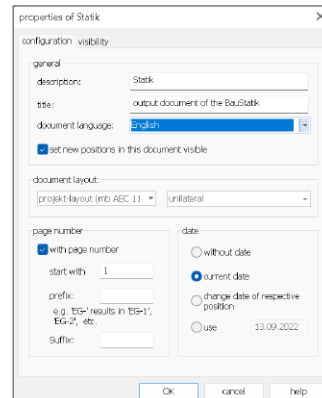 properties of Statik
configuration visibility
general
description: Statik
title: output document of the BauStatik
document language: English
set new positions in this document visible
document layout:
projekt-layout (mb AEC 11 unilateral
page number
with page number
start with 1
prefix:
e.g. 'EG-' results in 'EG-1',
'EG-2', etc.
Suffix:
date
without date
current date
change date of respective
position
use 13.09.2022
OK cancel help